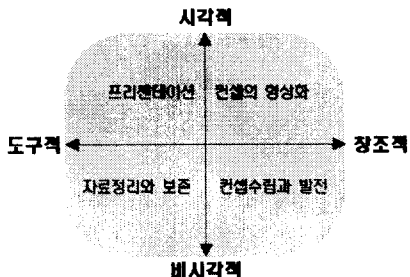 시각적
프리젠테이션 컨셉의 영상화
도구적 창조적
자료정리와 보존 컨셉수립과 발전
비시각적